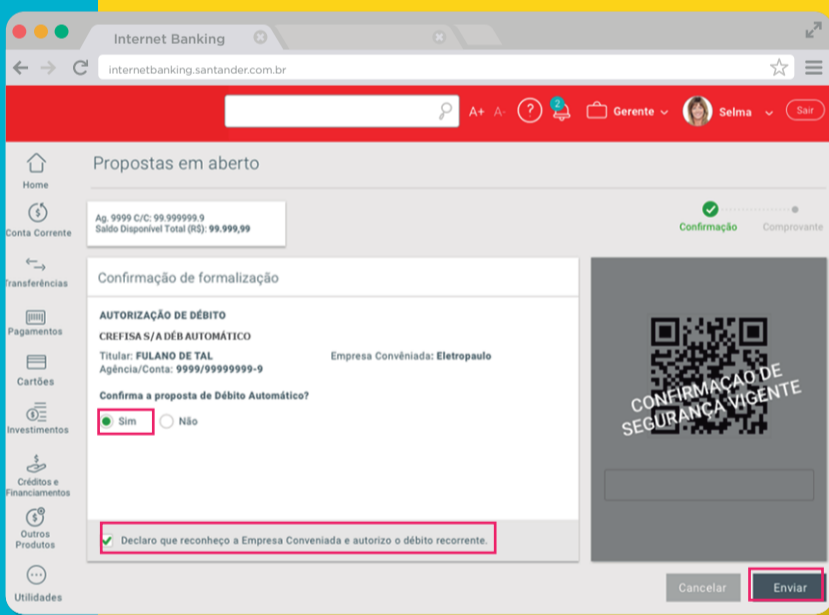 Internet Banking
internetbanking.santander.com.br
A+ A- ? 2 Gerente Selma Sair
Home
Conta Corrente
Transferências
Pagamentos
Cartões
Investimentos
Créditos e
Financiamentos
Outros
Produtos
Utilidades
Propostas em aberto
Ag. 9999 C/C: 99.999999.9
Saldo Disponível Total (R$): 99.999,99
Confirmação Comprovante
Confirmação de formalização
AUTORIZAÇÃO DE DÉBITO
CREFISA S/A DÉB AUTOMÁTICO
Titular: FULANO DE TAL Empresa Convêniada: Eletropaulo
Agência/Conta: 9999/99999999-9
Confirma a proposta de Débito Automático?
Sim Não
Declaro que reconheço a Empresa Conveniada e autorizo o débito recorrente.
CONFIRMAÇÃO DE
SEGURANÇA VIGENTE
Cancelar Enviar